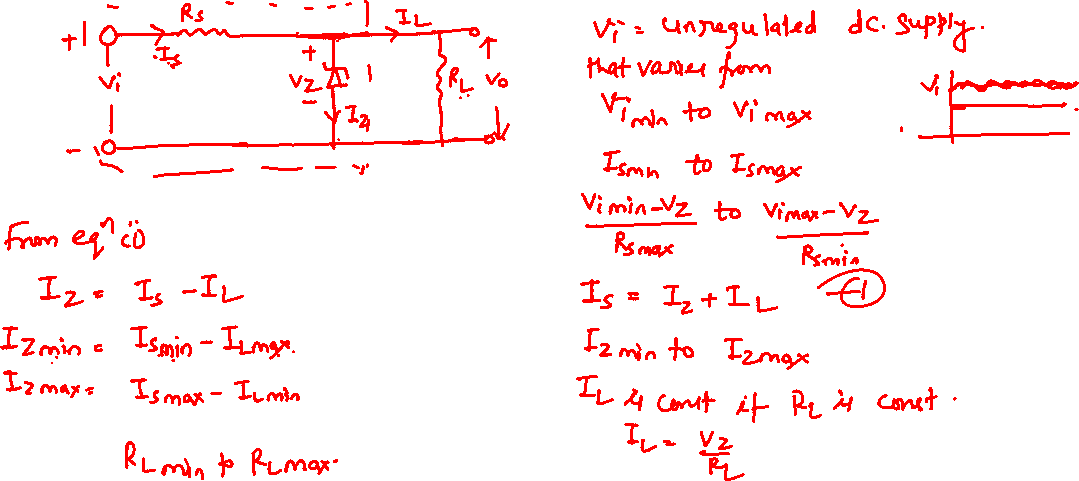 Rs
IL
+
Is
Vi
+
Vz
-
Iz
RL
Vo
-
From eqn (i)
Iz = Is - IL
Izmin = Ismin - ILmax.
Izmax = Ismax - ILmin
RLmin to RLmax.
Vi = unregulated dc. supply.
that varies from
Vimin to Vimax
Vi
Ismin to Ismax
Vimin-Vz / Rsmax to Vimax-Vz / Rsmin
Is = Iz + IL -(1)
Izmin to Izmax
IL is const if RL is const.
IL = Vz / RL